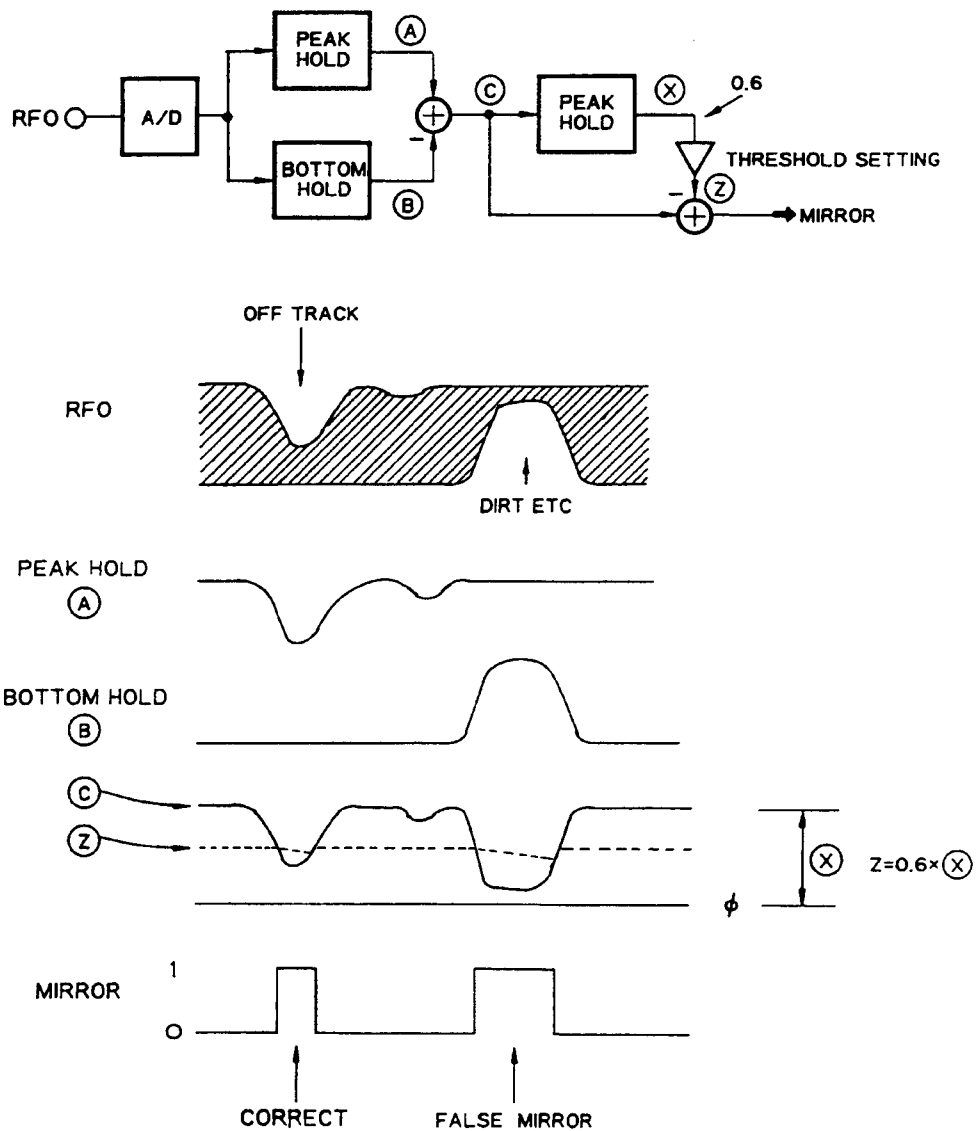 PEAK
HOLD
A
RFO
A/D
BOTTOM
HOLD
B
+
−
C
PEAK
HOLD
X
0.6
THRESHOLD SETTING
−
Z
+
MIRROR
OFF TRACK
RFO
DIRT ETC
PEAK HOLD
A
BOTTOM HOLD
B
C
Z
X
Z=0.6×X
ϕ
MIRROR
1
0
CORRECT
FALSE MIRROR